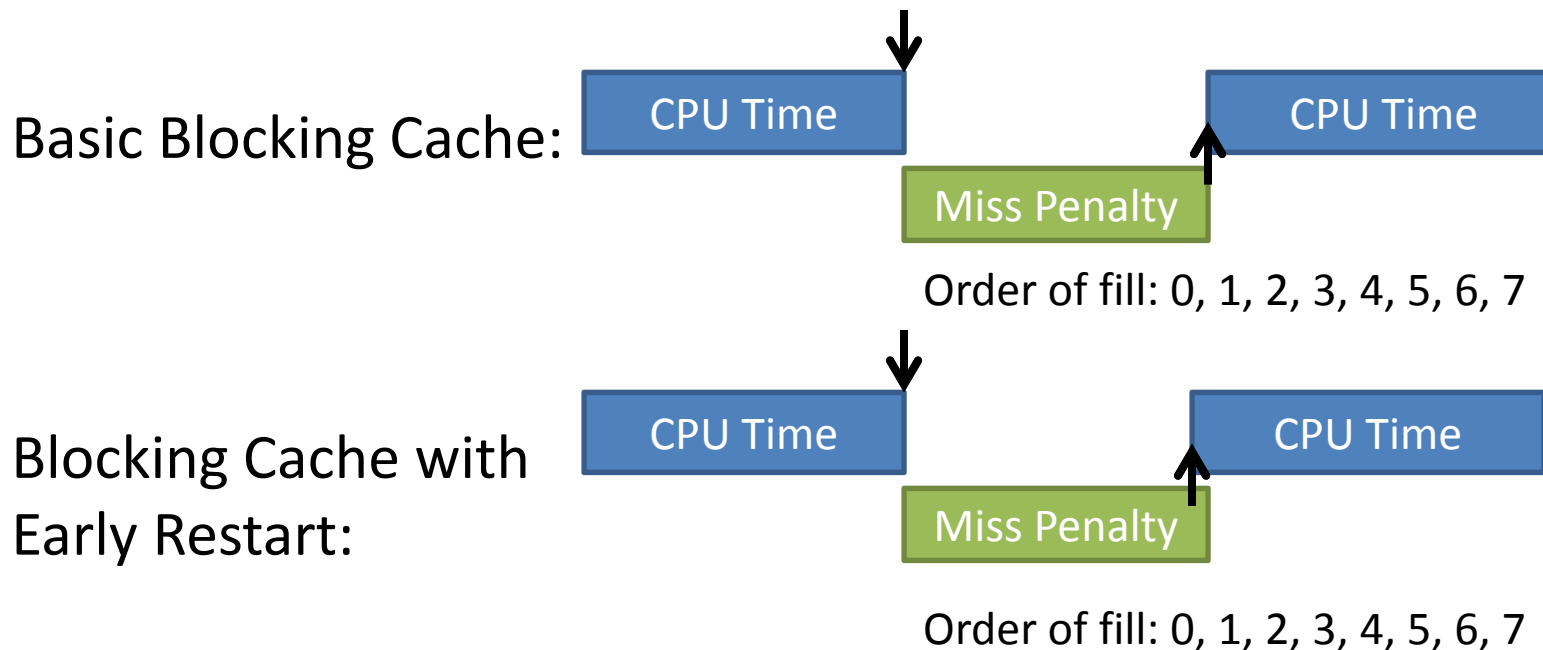 CPU Time
CPU Time
Basic Blocking Cache:
Miss Penalty
Order of fill: 0, 1, 2, 3, 4, 5, 6, 7
CPU Time
CPU Time
Blocking Cache with
Early Restart:
Miss Penalty
Order of fill: 0, 1, 2, 3, 4, 5, 6, 7